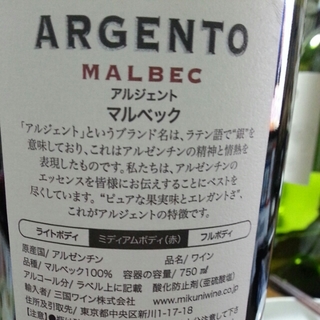 ARGENTO
MALBEC
アルジェント
マルベック
「アルジェント」というブランド名は、ラテン語で“銀”を
意味しており、これはアルゼンチンの精神と情熱を
表現したものです。私たちは、アルゼンチンの
エッセンスを皆様にお伝えすることにベストを
尽くしています。“ピュアな果実味とエレガントさ”、
これがアルジェントの特徴です。
ライトボディ ミディアムボディ(赤) フルボディ
原産国/アルゼンチン 品名/ワイン
品種/マルベック100% 容器の容量/750㎖
アルコール分/ラベル上に記載 酸化防止剤(亜硫酸塩)
輸入者/三国ワイン株式会社 www.mikuniwine.co.jp
住所及引取先/東京都中央区新川1-17-18